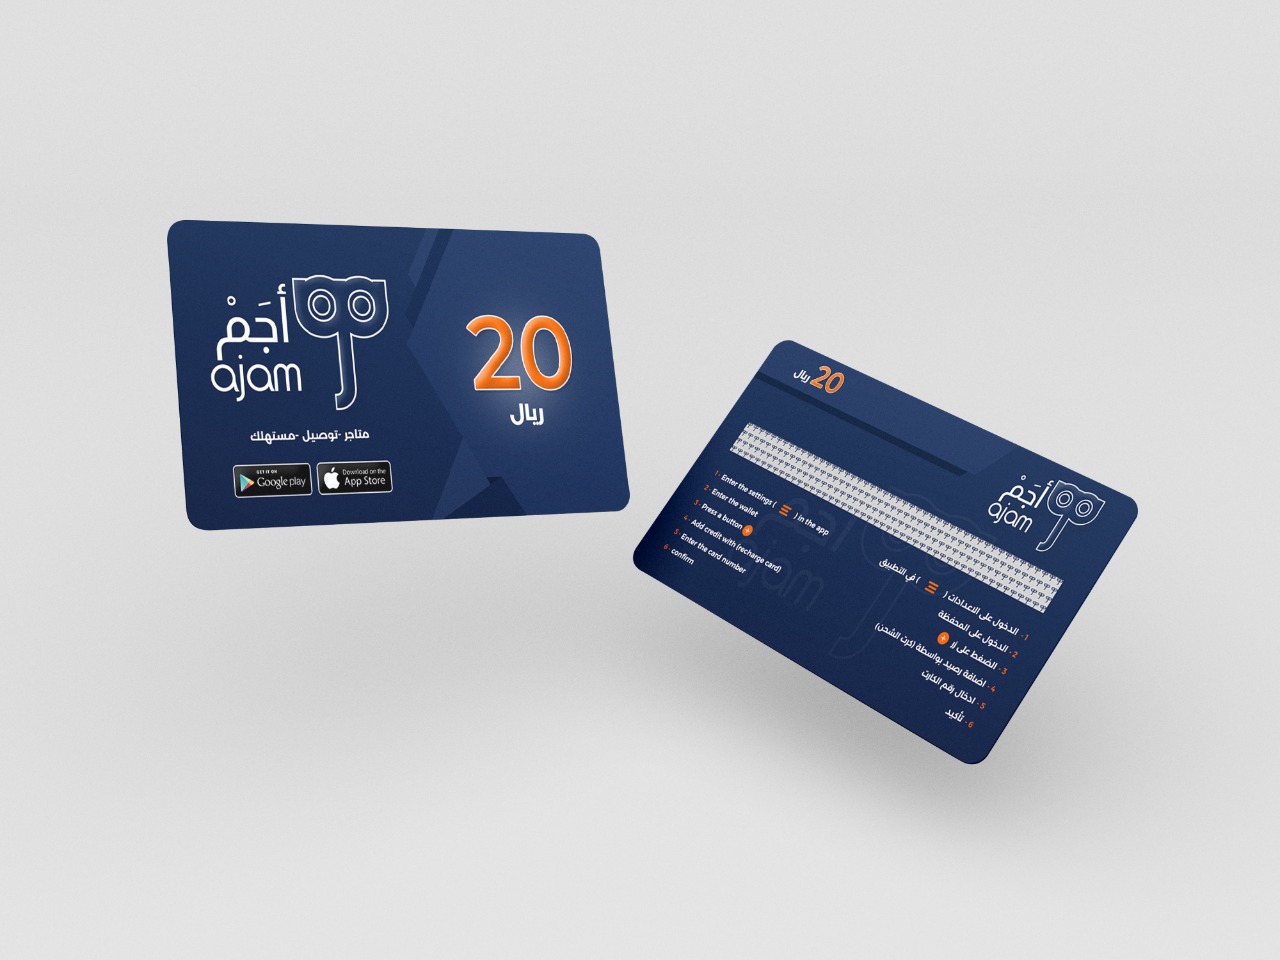 أجَمْ
ajam
20
ريال
متاجر -توصيل -مستهلك
GET IT ON
Google play
Download on the
App Store
20 ريال
أجَمْ
ajam
1- Enter the settings ( ) in the app
2- Enter the wallet
3- Press a button
4- Add credit with (recharge card)
5- Enter the card number
6- confirm
1- الدخول على الاعدادات ( ) في التطبيق
2- الدخول على المحفظة
3- الضغط على لا
4- اضافة رصيد بواسطة (كرت الشحن)
5- ادخال رقم الكارت
6- تأكيد